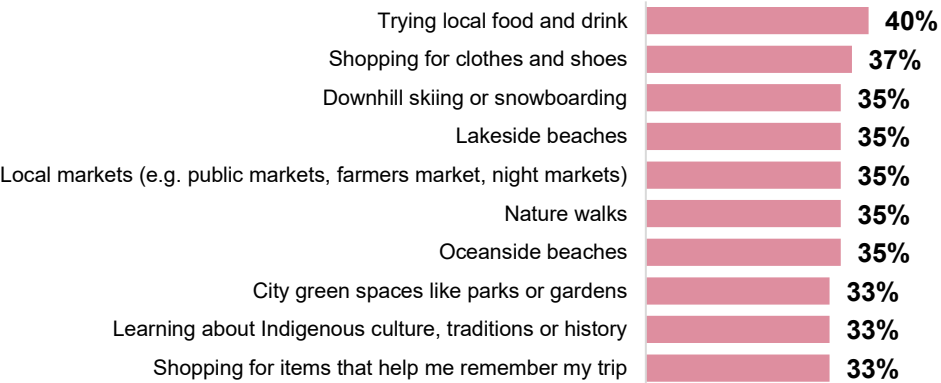 Trying local food and drink 40%
Shopping for clothes and shoes 37%
Downhill skiing or snowboarding 35%
Lakeside beaches 35%
Local markets (e.g. public markets, farmers market, night markets) 35%
Nature walks 35%
Oceanside beaches 35%
City green spaces like parks or gardens 33%
Learning about Indigenous culture, traditions or history 33%
Shopping for items that help me remember my trip 33%